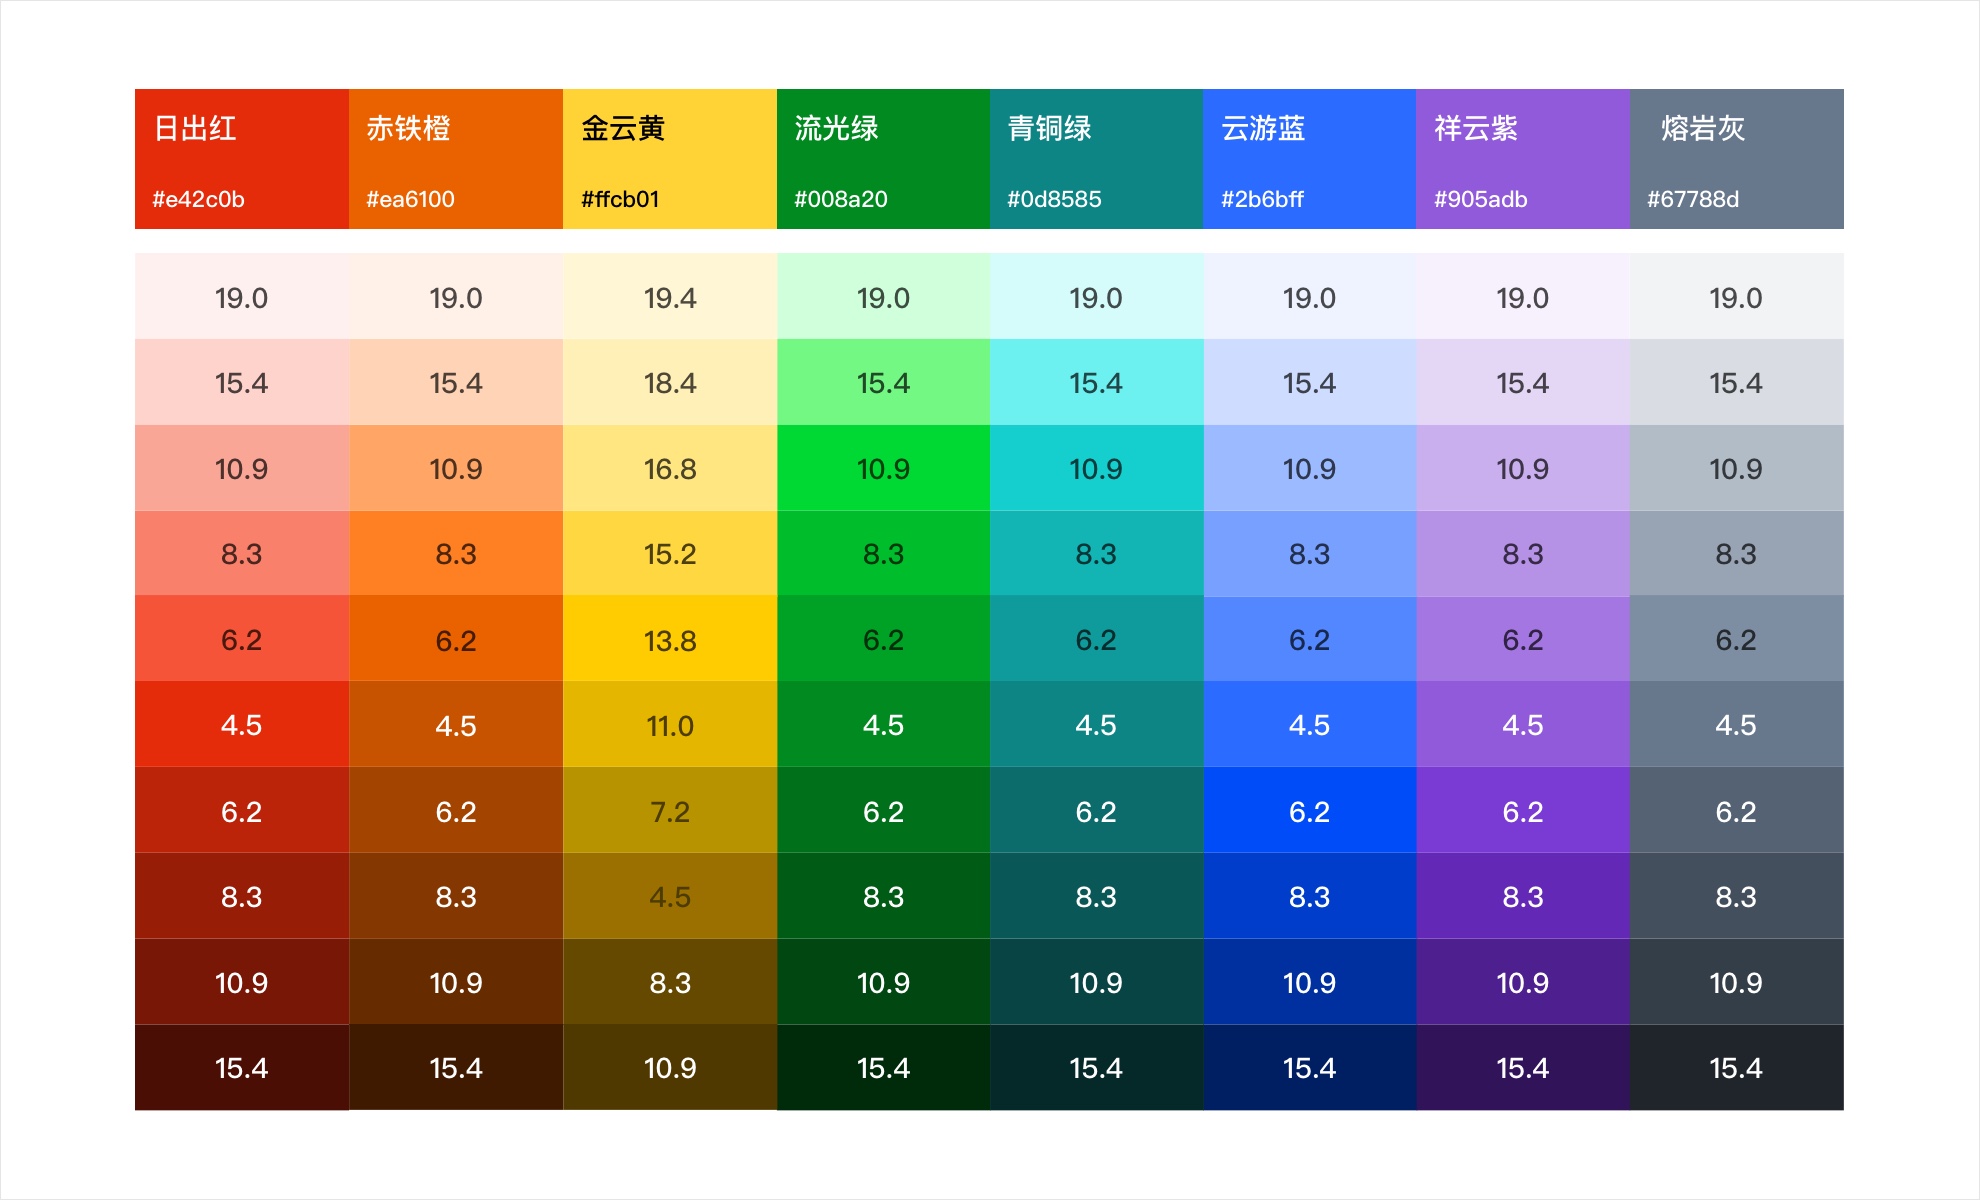 日出红 赤铁橙 金云黄 流光绿 青铜绿 云游蓝 祥云紫 熔岩灰
#e42c0b #ea6100 #ffcb01 #008a20 #0d8585 #2b6bff #905adb #67788d
19.0 19.0 19.4 19.0 19.0 19.0 19.0 19.0
15.4 15.4 18.4 15.4 15.4 15.4 15.4 15.4
10.9 10.9 16.8 10.9 10.9 10.9 10.9 10.9
8.3 8.3 15.2 8.3 8.3 8.3 8.3 8.3
6.2 6.2 13.8 6.2 6.2 6.2 6.2 6.2
4.5 4.5 11.0 4.5 4.5 4.5 4.5 4.5
6.2 6.2 7.2 6.2 6.2 6.2 6.2 6.2
8.3 8.3 4.5 8.3 8.3 8.3 8.3 8.3
10.9 10.9 8.3 10.9 10.9 10.9 10.9 10.9
15.4 15.4 10.9 15.4 15.4 15.4 15.4 15.4